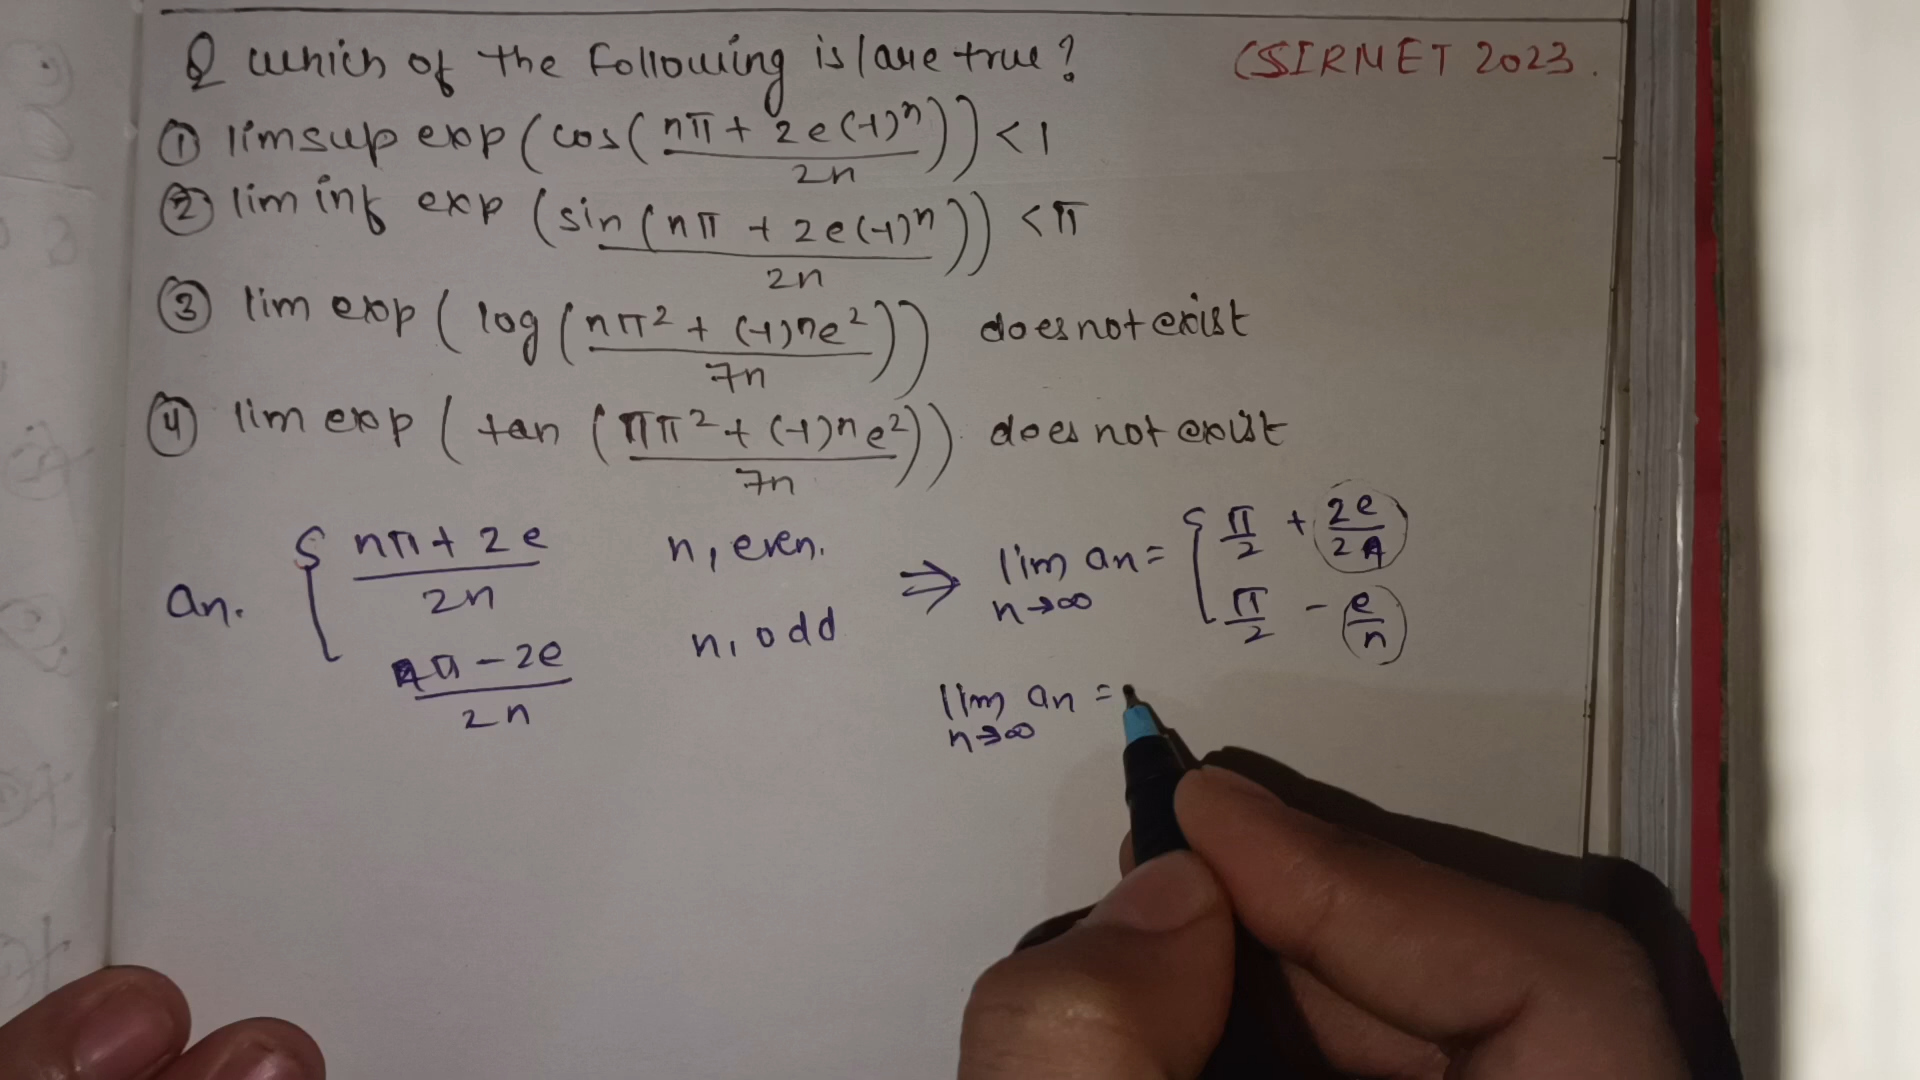 Q which of the following is/are true? CSIRNET 2023.
① limsup exp(cos(nπ + 2e(-1)ⁿ / 2n)) < 1
② lim inf exp (sin (nπ + 2e(-1)ⁿ / 2n)) < π
③ lim exp (log (nπ² + (-1)ⁿe² / 7n)) does not exist
④ lim exp (tan (nπ² + (-1)ⁿe² / 7n)). does not exist
an. { nπ + 2e / 2n n, even. ⇒ lim n→∞ an = { π/2 + 2e/2n
nπ - 2e / 2n n, odd π/2 - e/n
lim n→∞ an =